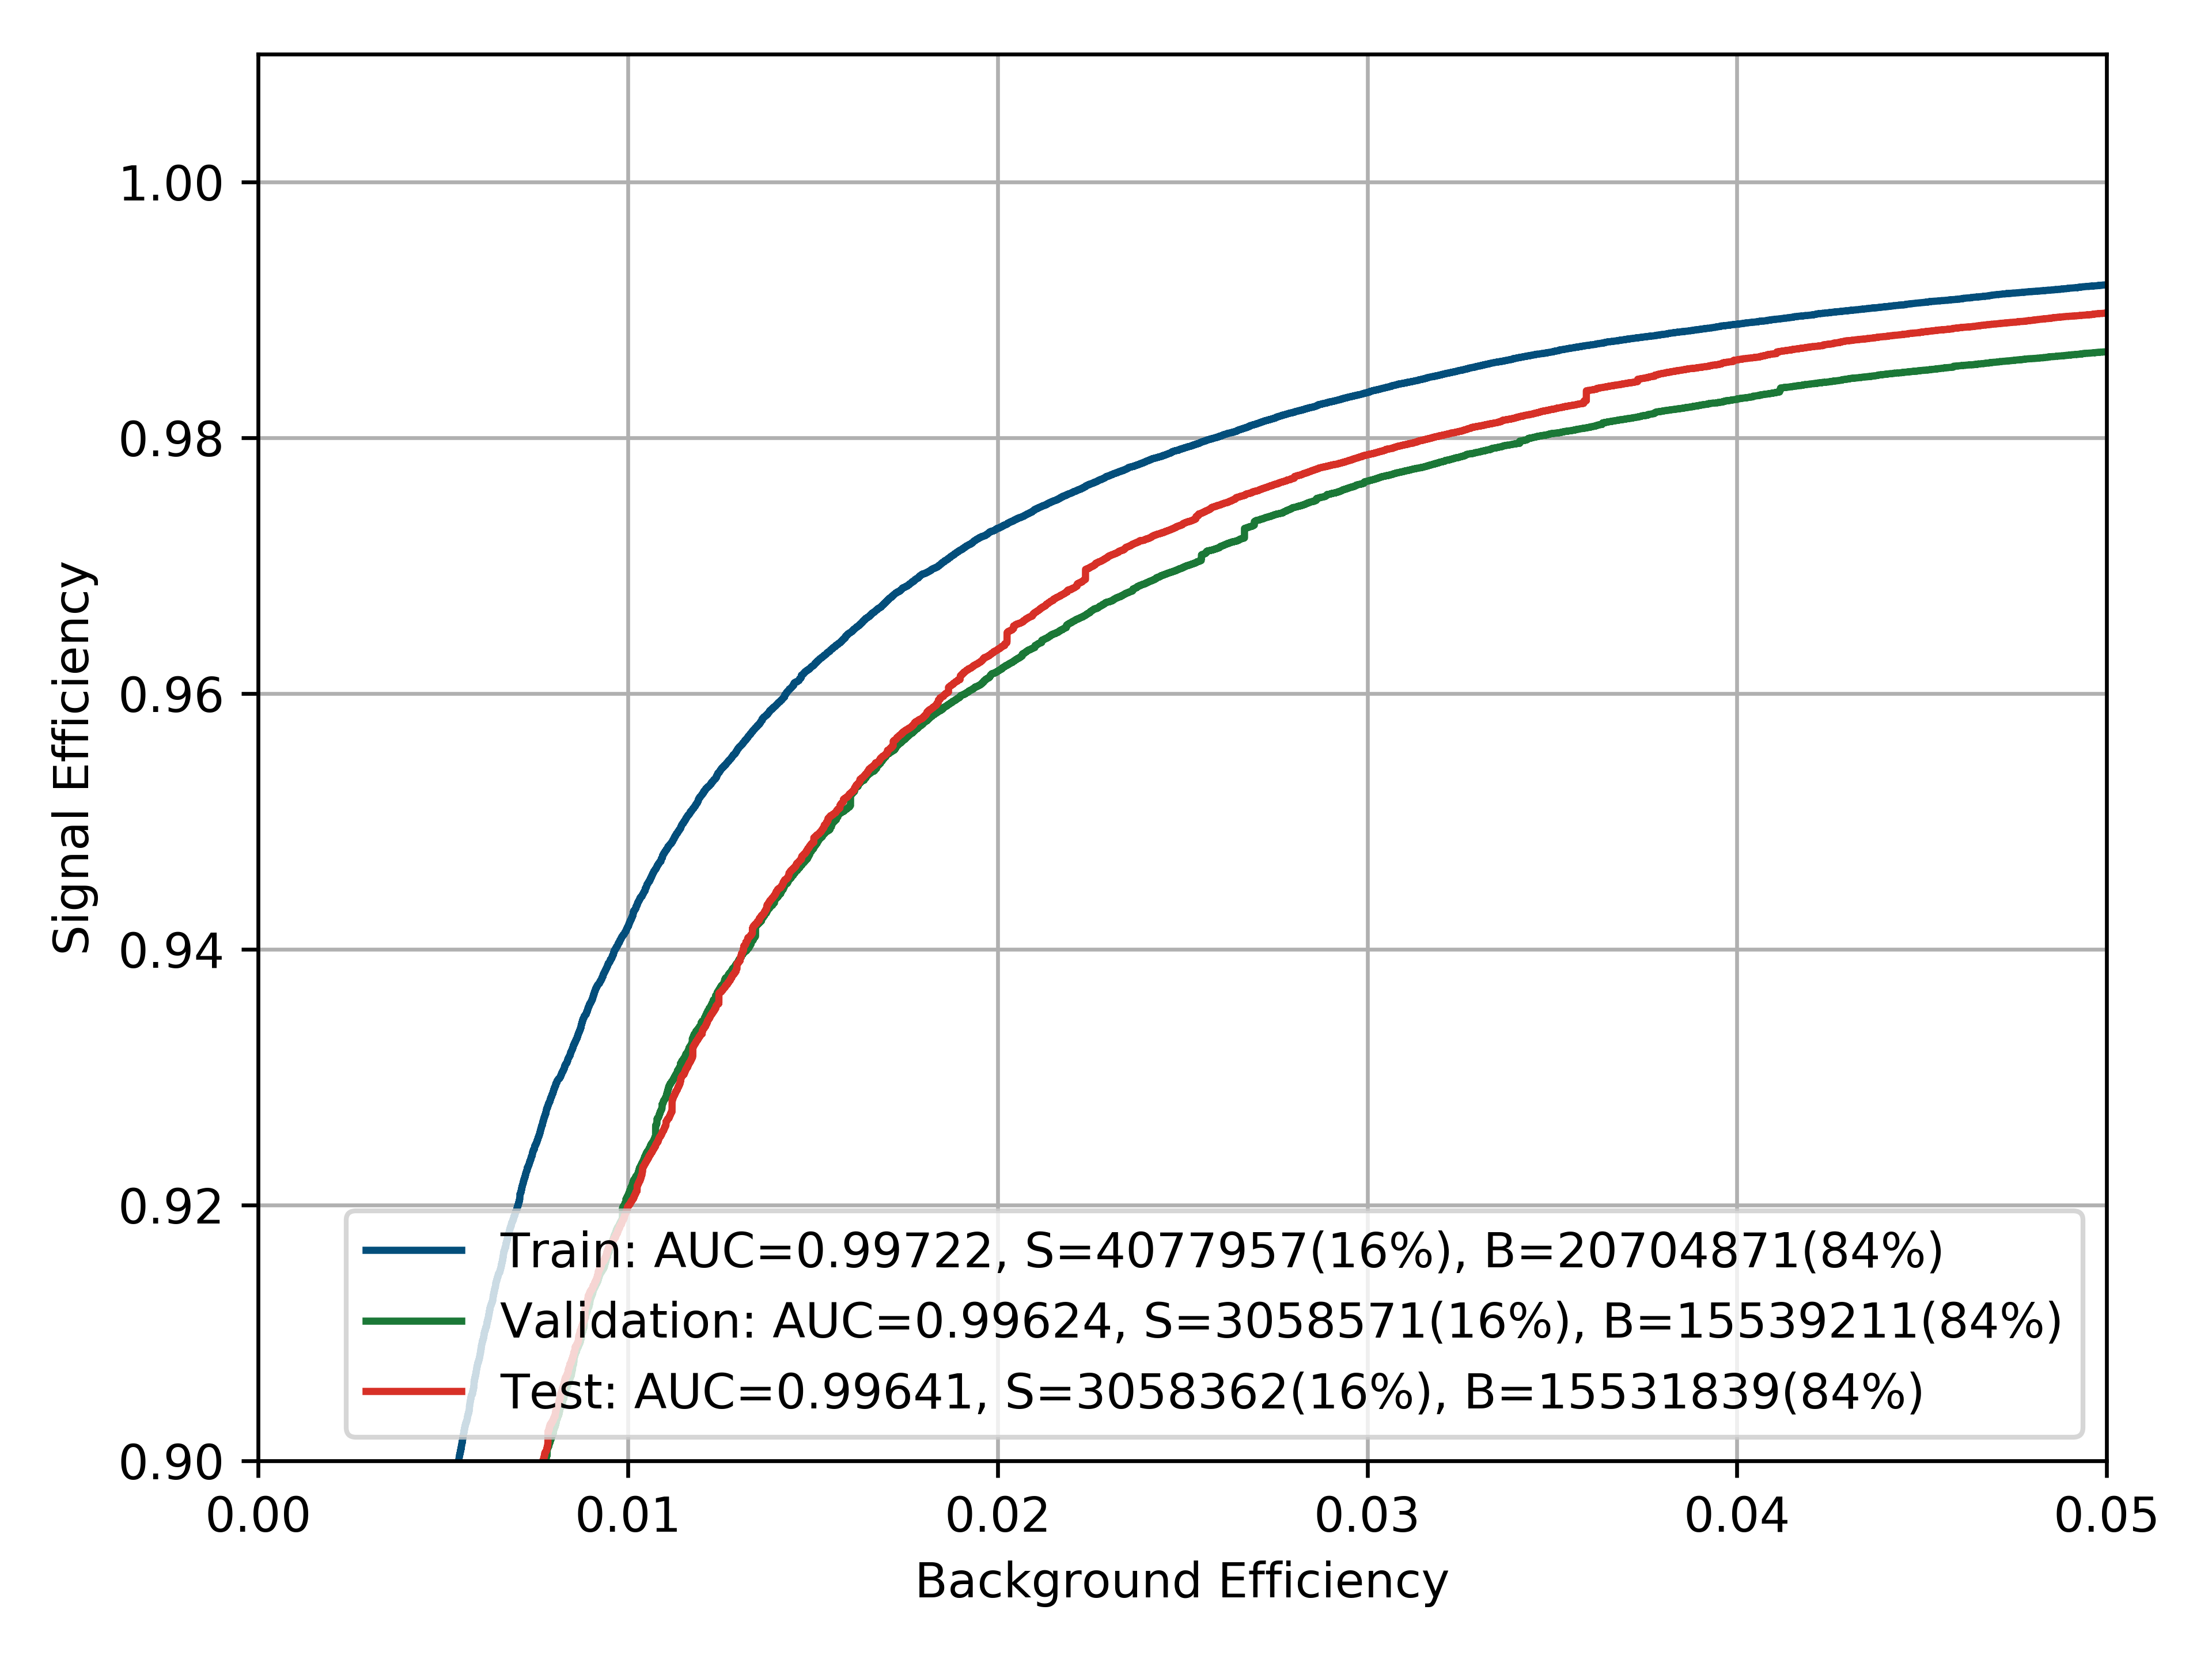 1.00
0.98
0.96
0.94
0.92
0.90
Signal Efficiency
Train: AUC=0.99722, S=4077957(16%), B=20704871(84%)
Validation: AUC=0.99624, S=3058571(16%), B=15539211(84%)
Test: AUC=0.99641, S=3058362(16%), B=15531839(84%)
0.00 0.01 0.02 0.03 0.04 0.05
Background Efficiency